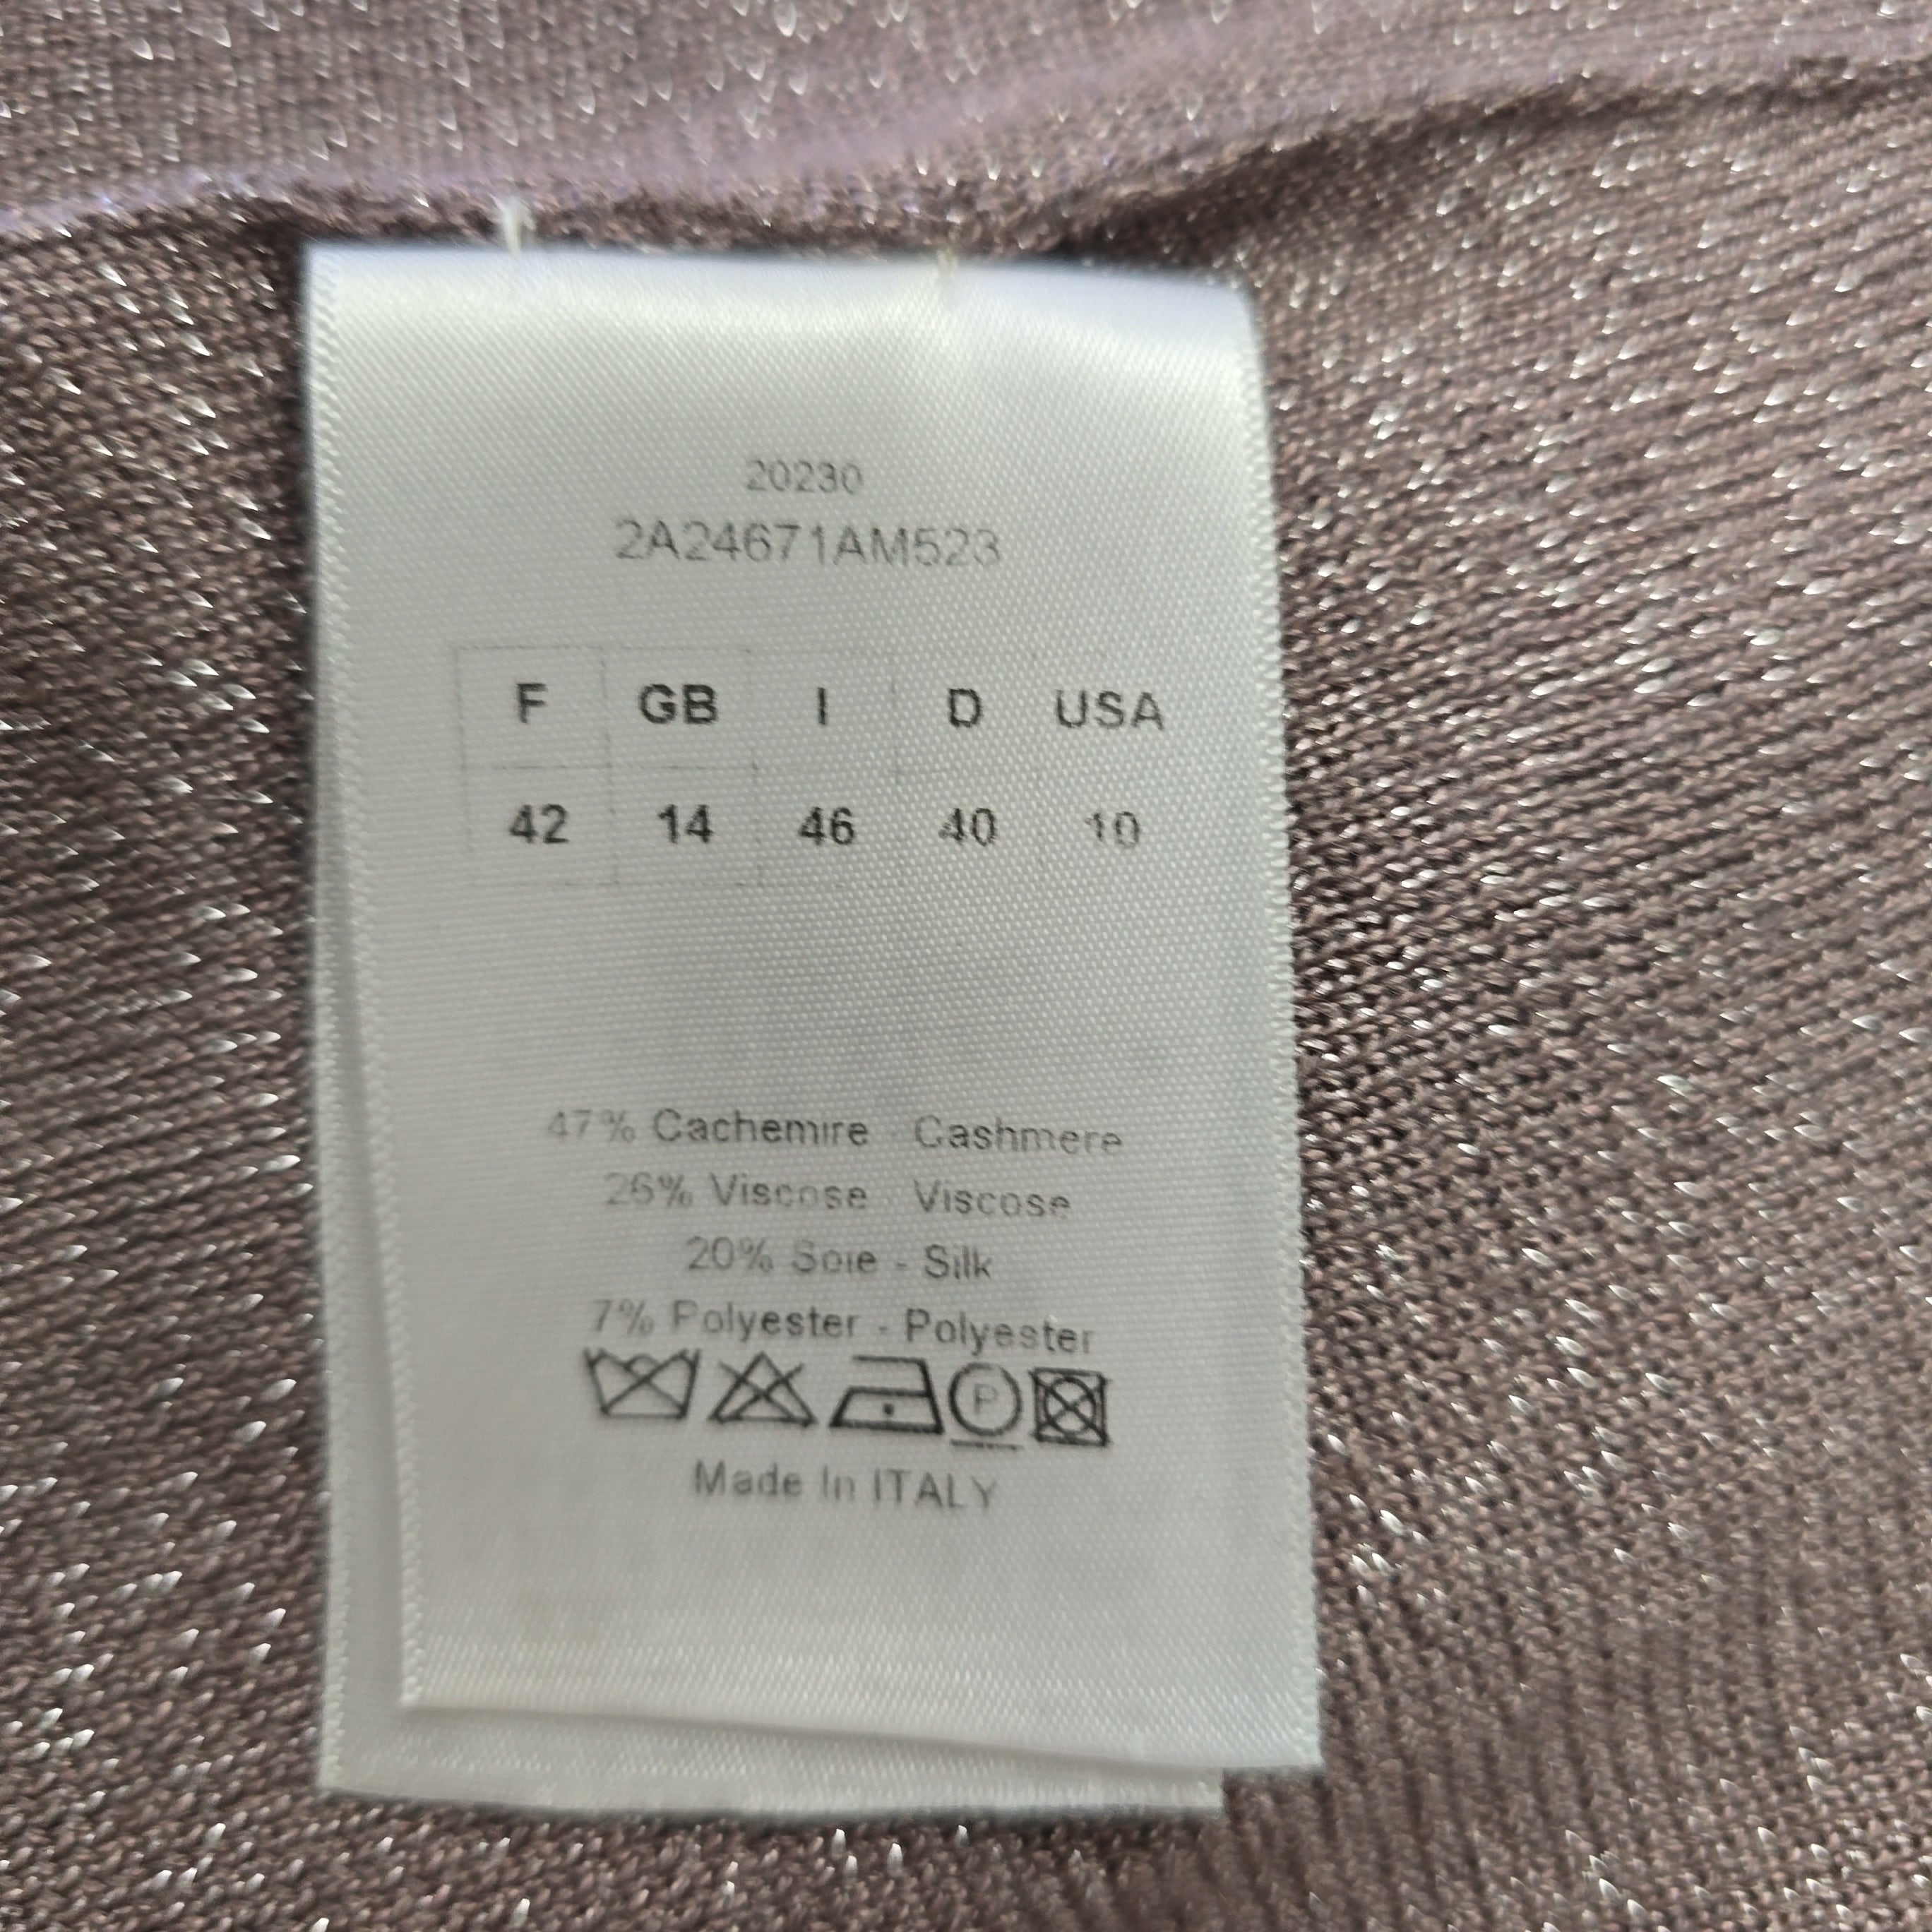 20230
2A24671AM523
F GB I D USA
42 14 46 40 10
47% Cachemire - Cashmere
26% Viscose - Viscose
20% Soie - Silk
7% Polyester - Polyester
P
Made In ITALY